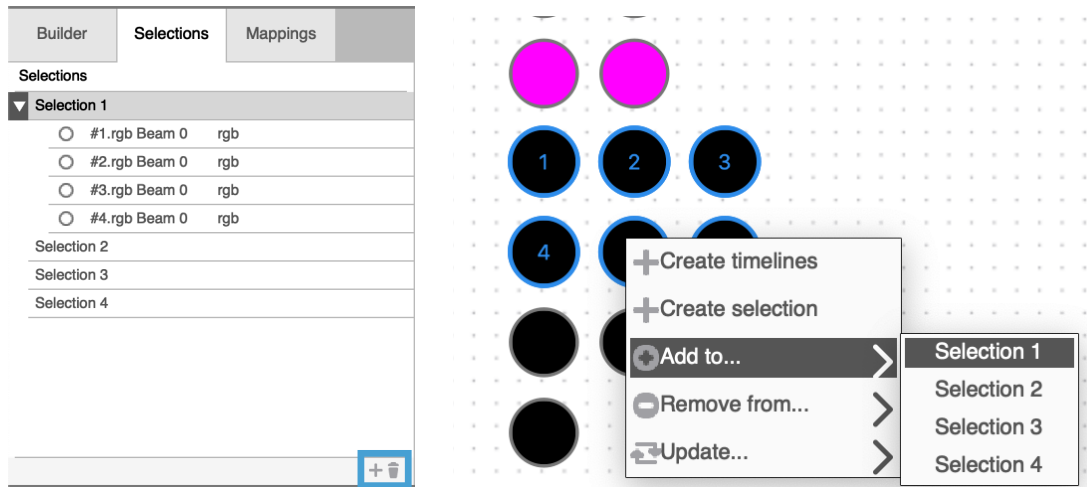 Builder Selections Mappings
Selections
Selection 1
#1.rgb Beam 0 rgb
#2.rgb Beam 0 rgb
#3.rgb Beam 0 rgb
#4.rgb Beam 0 rgb
Selection 2
Selection 3
Selection 4
1 2 3
4
Create timelines
Create selection
Add to...
Remove from...
Update...
Selection 1
Selection 2
Selection 3
Selection 4